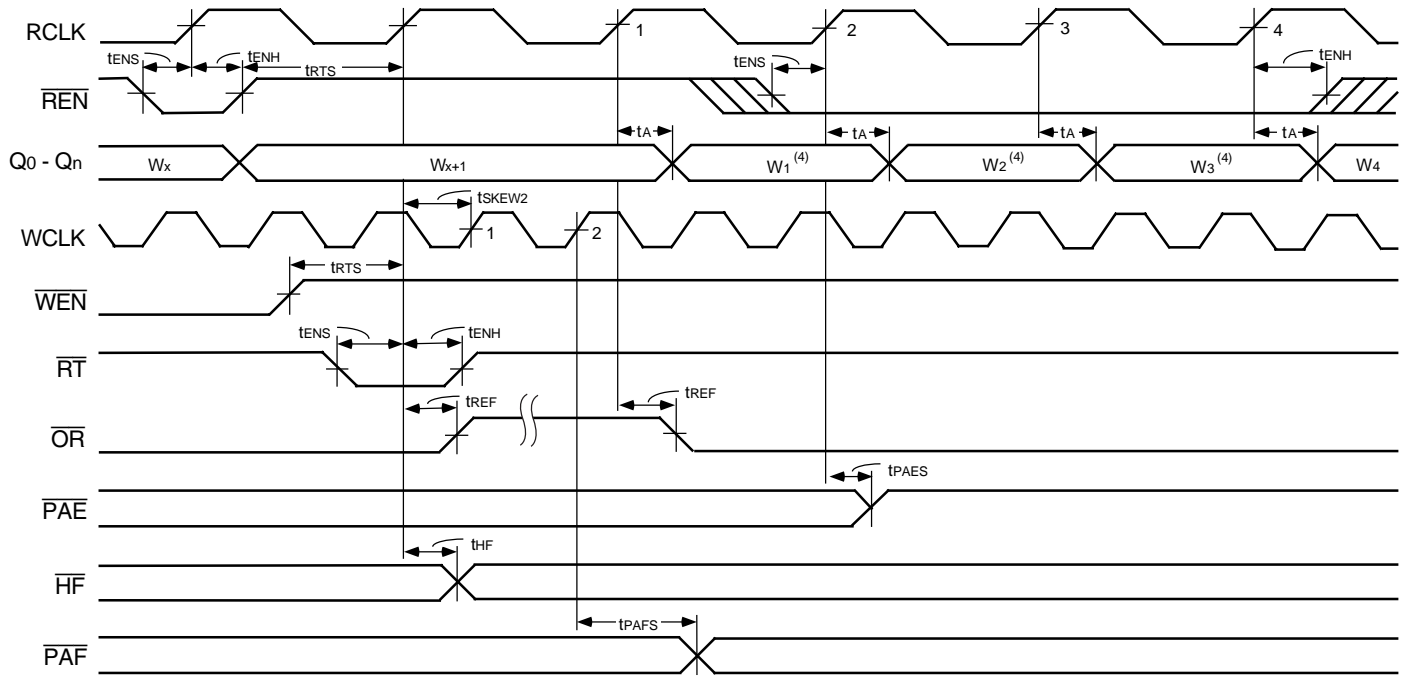 RCLK
1
2
3
4
tENS
tENH
tRTS
tENS
tENH
REN
tA
tA
tA
tA
Q0 - Qn
Wx
Wx+1
W1(4)
W2(4)
W3(4)
W4
tSKEW2
WCLK
1
2
tRTS
WEN
tENS
tENH
RT
tREF
tREF
OR
tPAES
PAE
tHF
HF
tPAFS
PAF